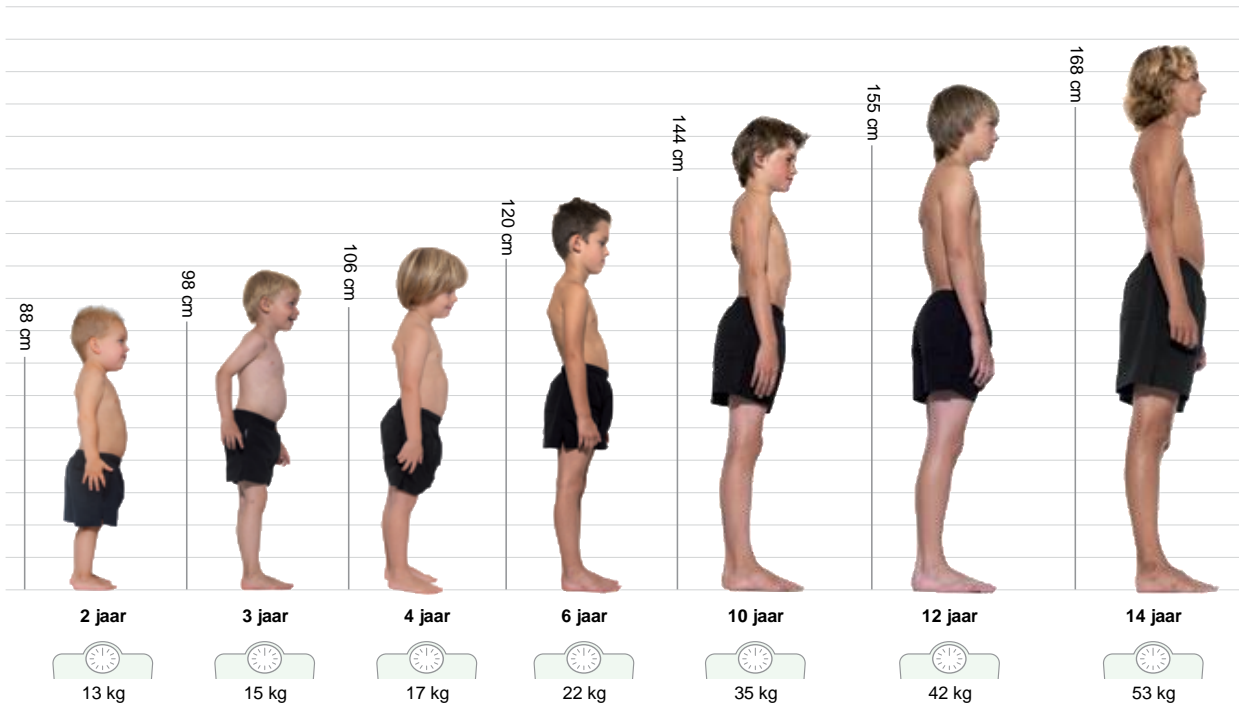 88 cm
98 cm
106 cm
120 cm
144 cm
155 cm
168 cm
2 jaar
3 jaar
4 jaar
6 jaar
10 jaar
12 jaar
14 jaar
13 kg
15 kg
17 kg
22 kg
35 kg
42 kg
53 kg